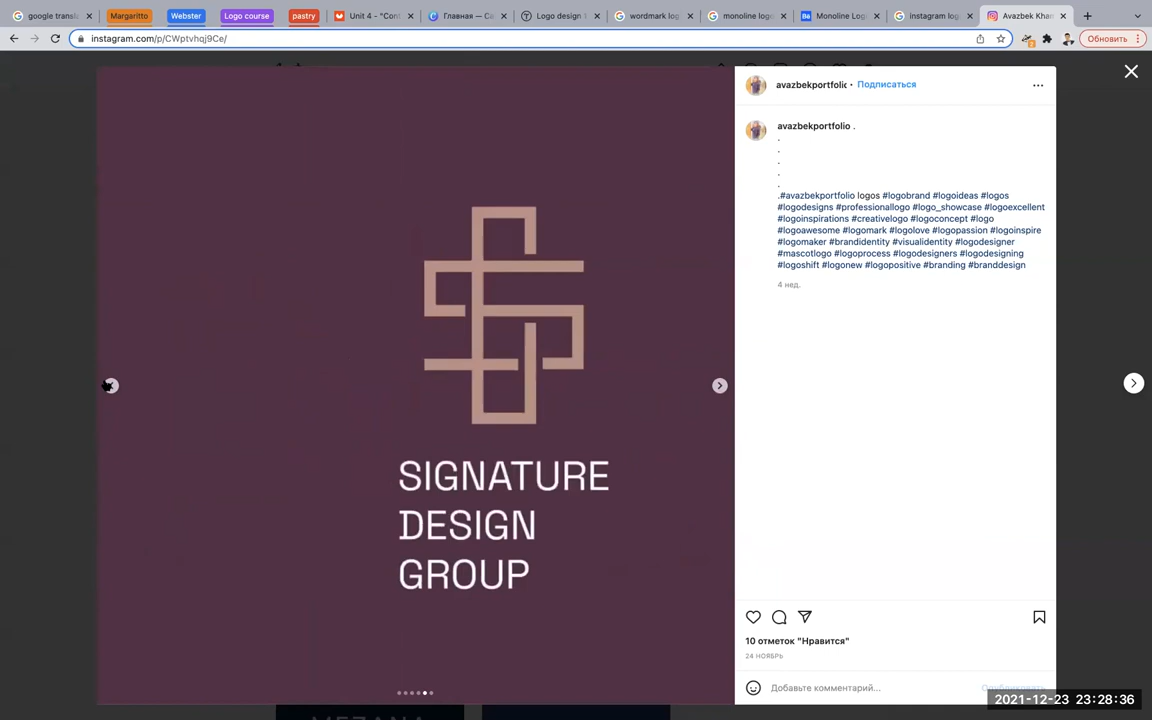 google transl
Margaritto
Webster
Logo course
pastry
Unit 4 - "Cont
Главная — Ca
Logo design
wordmark log
monoline logo
Monoline Log
instagram log
Avazbek Khan
instagram.com/p/CWptvhqj9Ce/
Обновить
SIGNATURE
DESIGN
GROUP
avazbekportfolic • Подписаться
avazbekportfolio .
.
.
.
.
.
.#avazbekportfolio logos #logobrand #logoideas #logos
#logodesigns #professionallogo #logo_showcase #logoexcellent
#logoinspirations #creativelogo #logoconcept #logo
#logoawesome #logomark #logolove #logopassion #logoinspire
#logomaker #brandidentity #visualidentity #logodesigner
#mascotlogo #logoprocess #logodesigners #logodesigning
#logoshift #logonew #logopositive #branding #branddesign
4 нед.
10 отметок "Нравится"
24 НОЯБРЬ
Добавьте комментарий...
2021-12-23 23:28:36